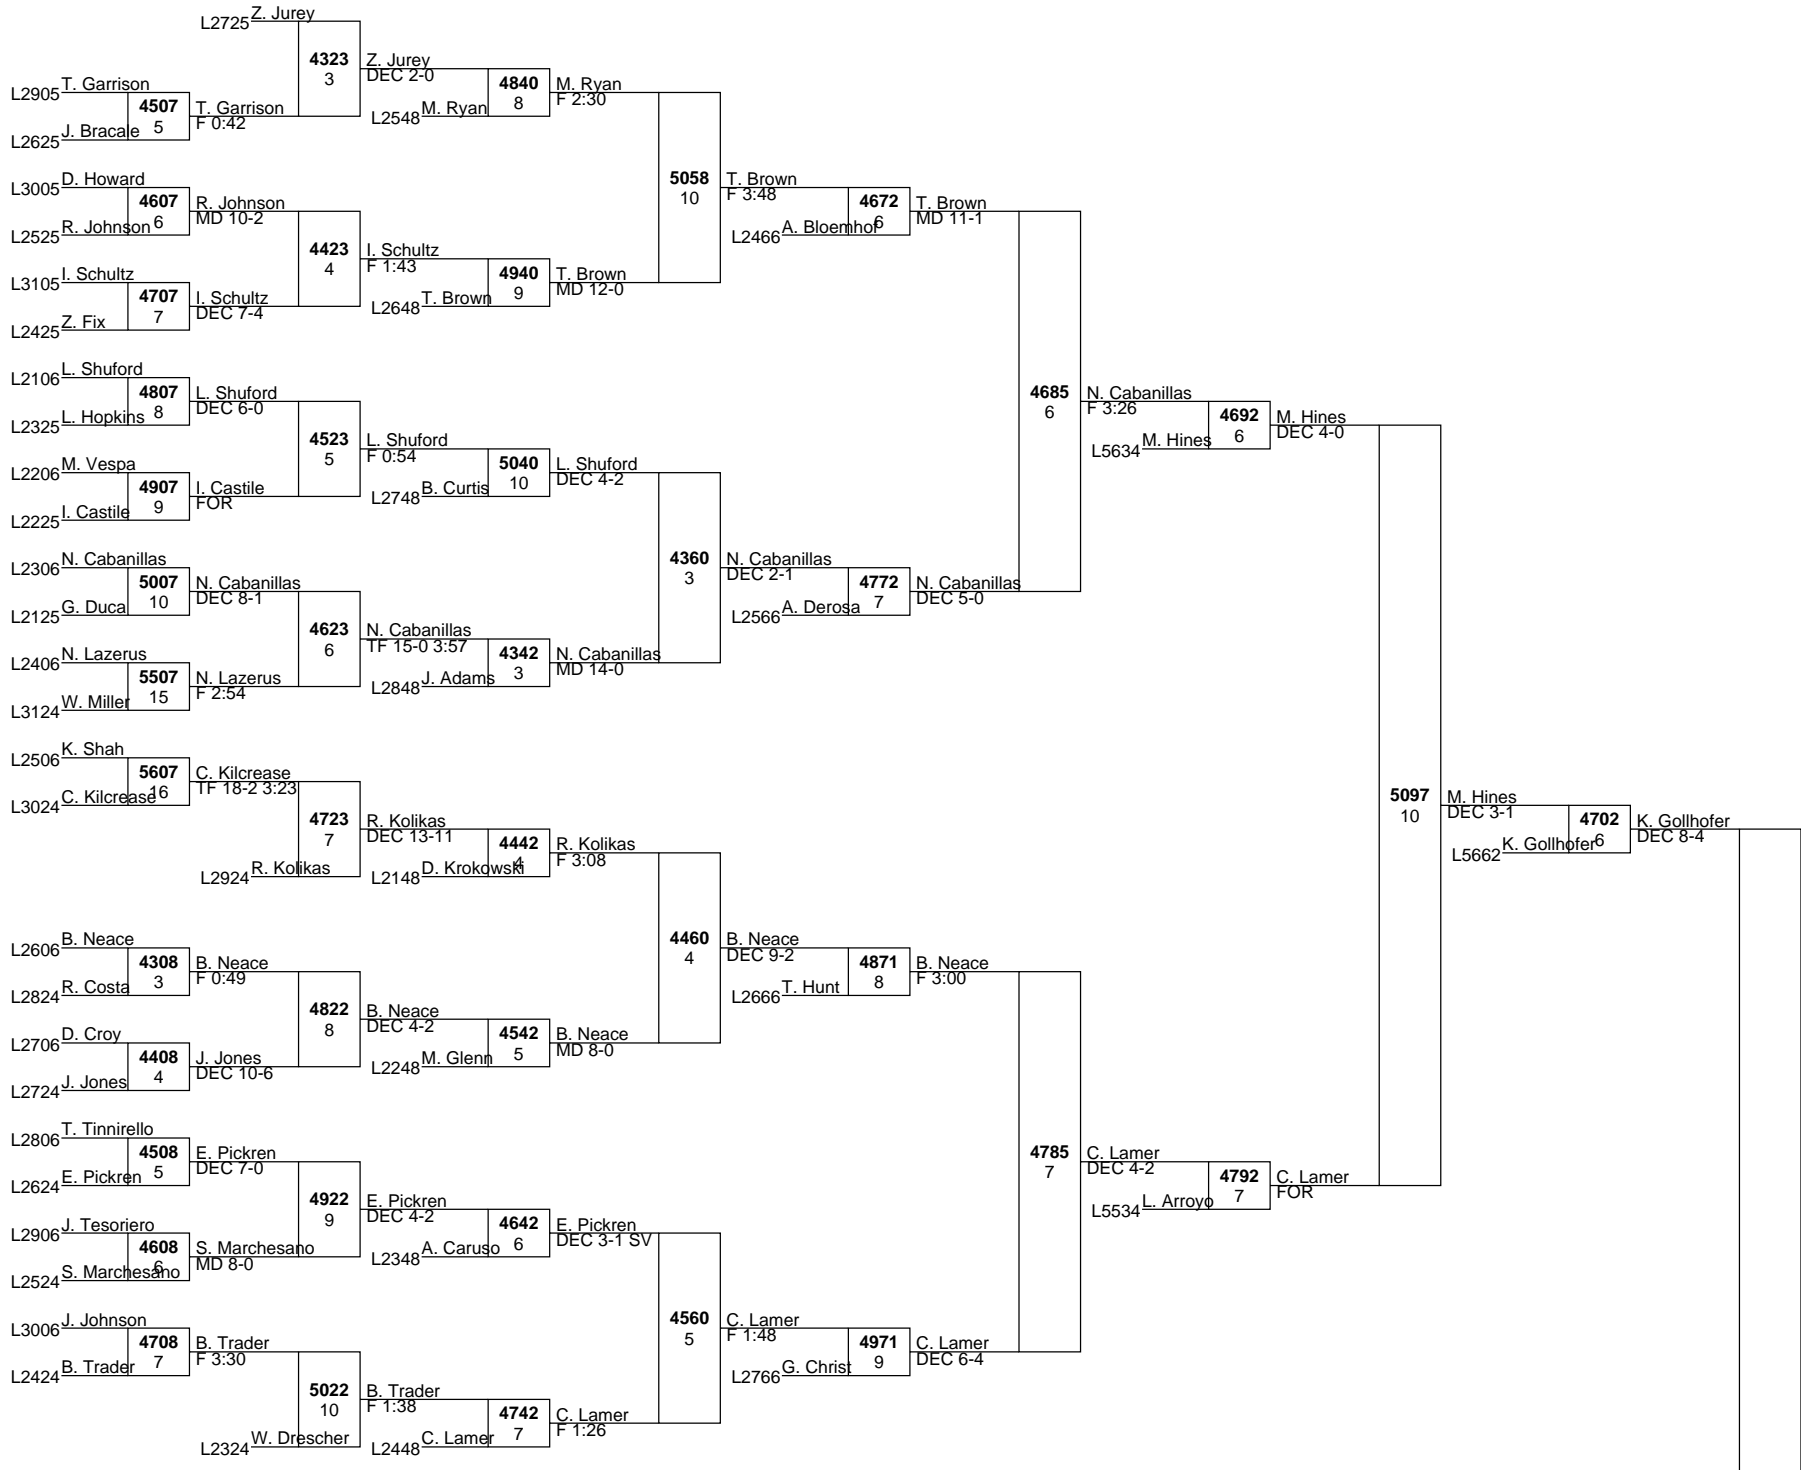 L2725 Z. Jurey
4323
3
Z. Jurey
DEC 2-0
L2905 T. Garrison
4507
5
L2625 J. Bracale
T. Garrison
F 0:42
4840
8
L2548 M. Ryan
M. Ryan
F 2:30
L3005 D. Howard
4607
6
L2525 R. Johnson
R. Johnson
MD 10-2
4423
4
I. Schultz
F 1:43
L3105 I. Schultz
4707
7
L2425 Z. Fix
I. Schultz
DEC 7-4
4940
9
L2648 T. Brown
T. Brown
MD 12-0
5058
10
T. Brown
F 3:48
4672
6
L2466 A. Bloemhof
T. Brown
MD 11-1
L2106 L. Shuford
4807
8
L2325 L. Hopkins
L. Shuford
DEC 6-0
4523
5
L. Shuford
F 0:54
L2206 M. Vespa
4907
9
L2225 I. Castile
I. Castile
FOR
5040
10
L2748 B. Curtis
L. Shuford
DEC 4-2
L2306 N. Cabanillas
5007
10
L2125 G. Duca
N. Cabanillas
DEC 8-1
4623
6
N. Cabanillas
TF 15-0 3:57
L2406 N. Lazerus
5507
15
L3124 W. Miller
N. Lazerus
F 2:54
4342
3
L2848 J. Adams
N. Cabanillas
MD 14-0
4360
3
N. Cabanillas
DEC 2-1
4772
7
L2566 A. Derosa
N. Cabanillas
DEC 5-0
4685
6
N. Cabanillas
F 3:26
4692
6
L5634 M. Hines
M. Hines
DEC 4-0
L2506 K. Shah
5607
16
L3024 C. Kilcrease
C. Kilcrease
TF 18-2 3:23
4723
7
L2924 R. Kolikas
R. Kolikas
DEC 13-11
4442
4
L2148 D. Krokowski
R. Kolikas
F 3:08
L2606 B. Neace
4308
3
L2824 R. Costa
B. Neace
F 0:49
4822
8
B. Neace
DEC 4-2
L2706 D. Croy
4408
4
L2724 J. Jones
J. Jones
DEC 10-6
4542
5
L2248 M. Glenn
B. Neace
MD 8-0
4460
4
B. Neace
DEC 9-2
4871
8
L2666 T. Hunt
B. Neace
F 3:00
L2806 T. Tinnirello
4508
5
L2624 E. Pickren
E. Pickren
DEC 7-0
4922
9
E. Pickren
DEC 4-2
L2906 J. Tesoriero
4608
6
L2524 S. Marchesano
S. Marchesano
MD 8-0
4642
6
L2348 A. Caruso
E. Pickren
DEC 3-1 SV
L3006 J. Johnson
4708
7
L2424 B. Trader
B. Trader
F 3:30
5022
10
L2324 W. Drescher
B. Trader
F 1:38
4742
7
L2448 C. Lamer
C. Lamer
F 1:26
4560
5
C. Lamer
F 1:48
4971
9
L2766 G. Christ
C. Lamer
DEC 6-4
4785
7
C. Lamer
DEC 4-2
4792
7
L5534 L. Arroyo
C. Lamer
FOR
5097
10
M. Hines
DEC 3-1
4702
6
L5662 K. Gollhofer
K. Gollhofer
DEC 8-4